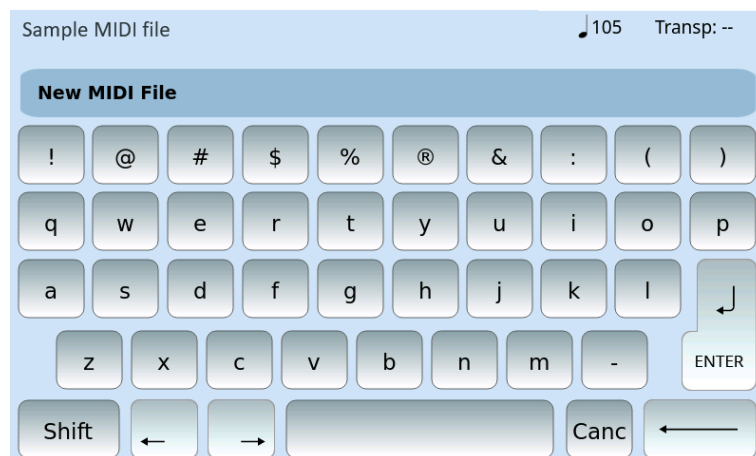 Sample MIDI file 105 Transp: --
New MIDI File
! @ # $ % ® & : ( )
q w e r t y u i o p
a s d f g h j k l
z x c v b n m - ENTER
Shift Canc